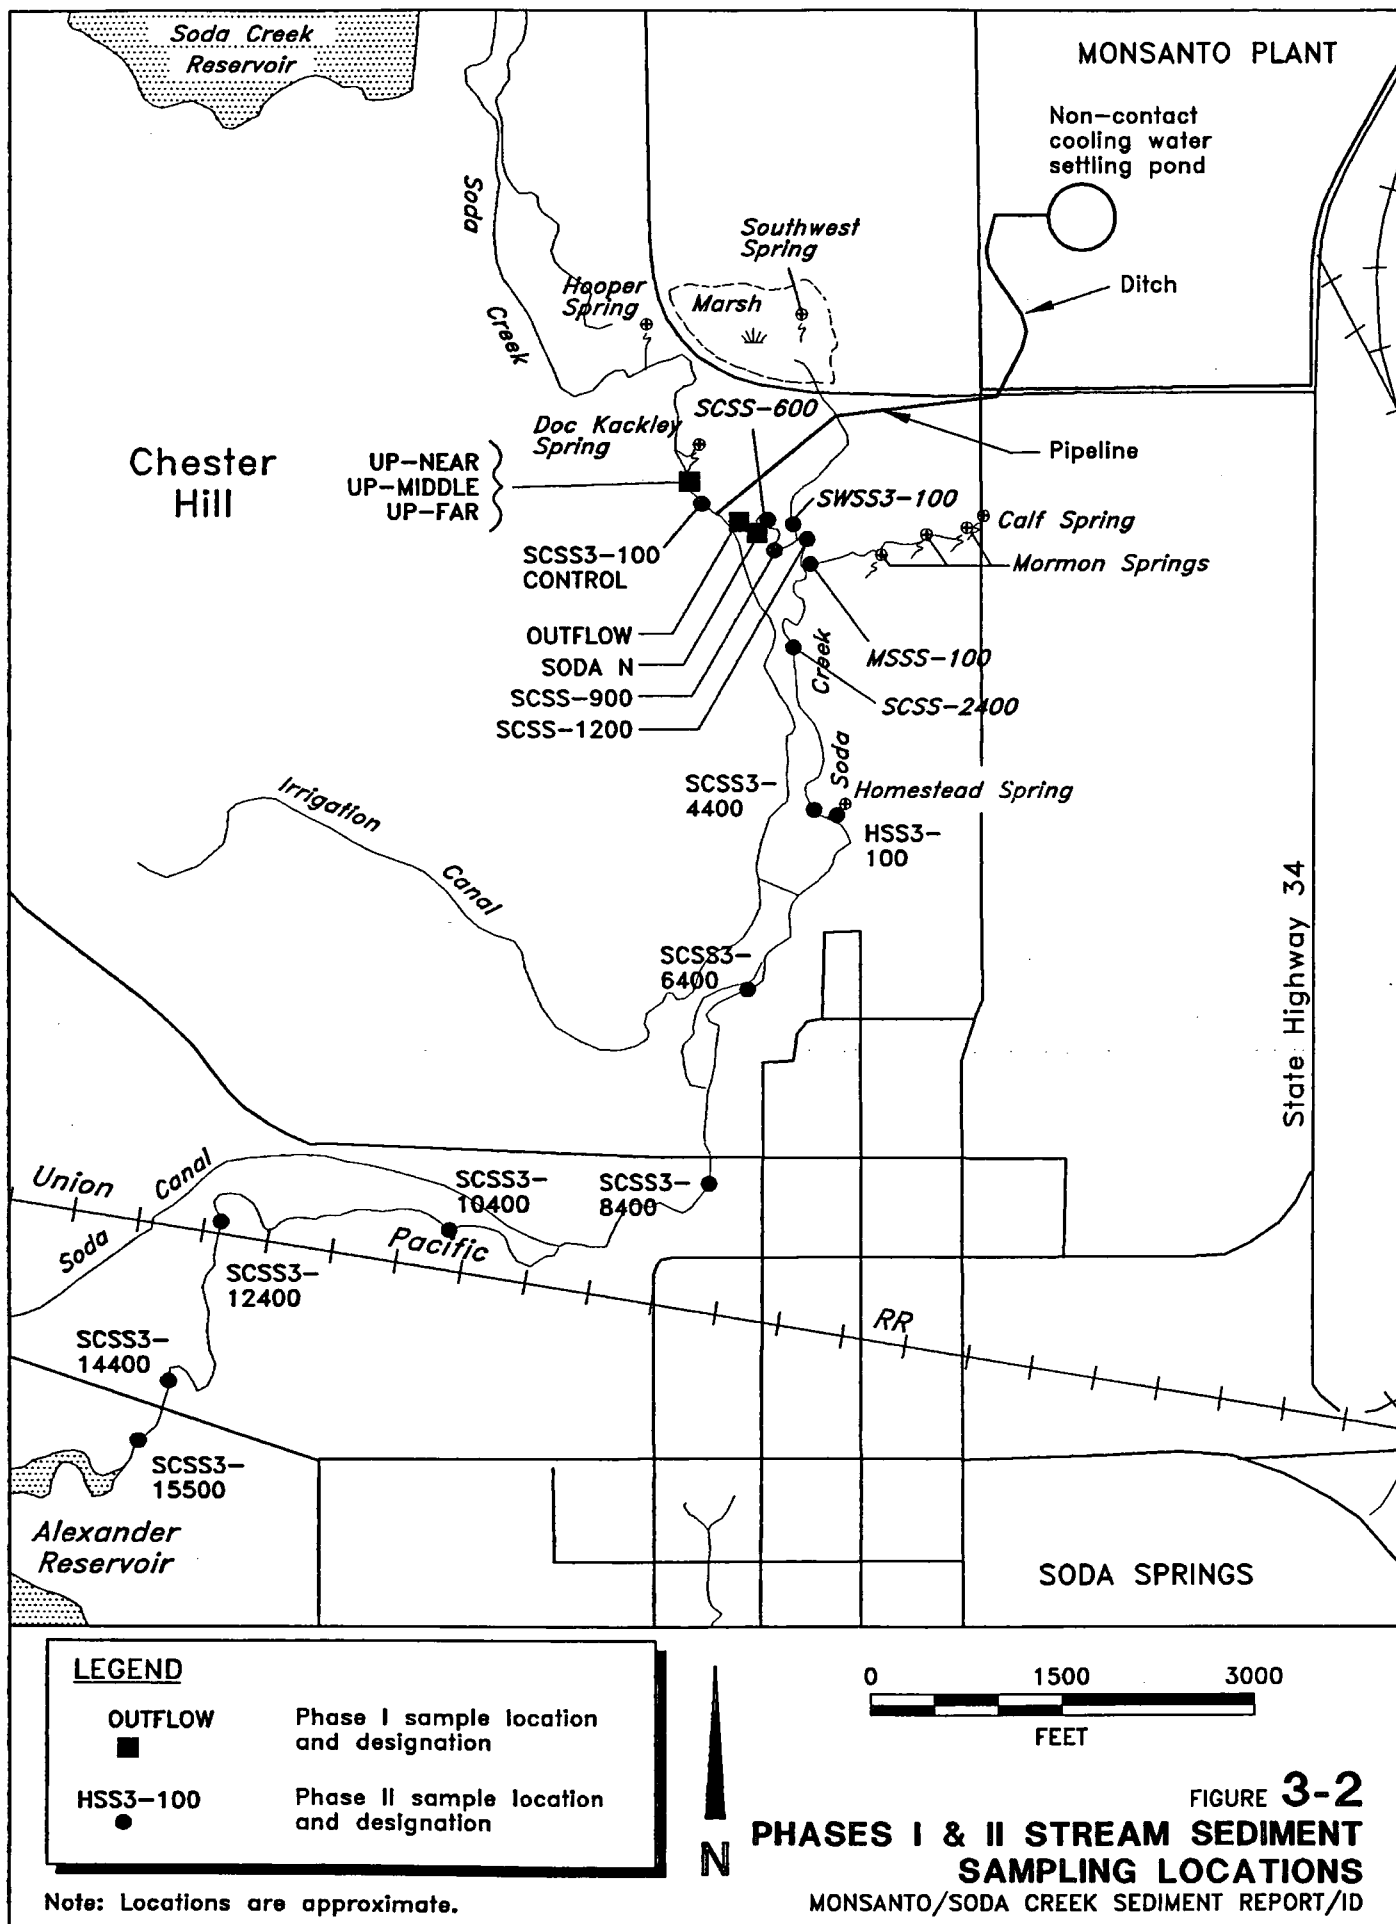 Soda Creek
Reservoir
MONSANTO PLANT
Non-contact
cooling water
settling pond
Soda
Creek
Southwest
Spring
Hooper
Spring
Marsh
Ditch
SCSS-600
Doc Kackley
Spring
Pipeline
Chester
Hill
UP-NEAR
UP-MIDDLE
UP-FAR
SWSS3-100
Calf Spring
SCSS3-100
CONTROL
Mormon Springs
OUTFLOW
SODA N
SCSS-900
SCSS-1200
MSSS-100
Creek
SCSS-2400
Soda
SCSS3-
4400
Homestead Spring
HSS3-
100
Irrigation
Canal
State Highway 34
SCSS3-
6400
Union
Canal
Soda
SCSS3-
10400
SCSS3-
8400
Pacific
SCSS3-
12400
RR
SCSS3-
14400
SCSS3-
15500
Alexander
Reservoir
SODA SPRINGS
LEGEND
OUTFLOW
Phase I sample location
and designation
HSS3-100
Phase II sample location
and designation
Note: Locations are approximate.
N
0 1500 3000
FEET
FIGURE 3-2
PHASES I & II STREAM SEDIMENT
SAMPLING LOCATIONS
MONSANTO/SODA CREEK SEDIMENT REPORT/ID